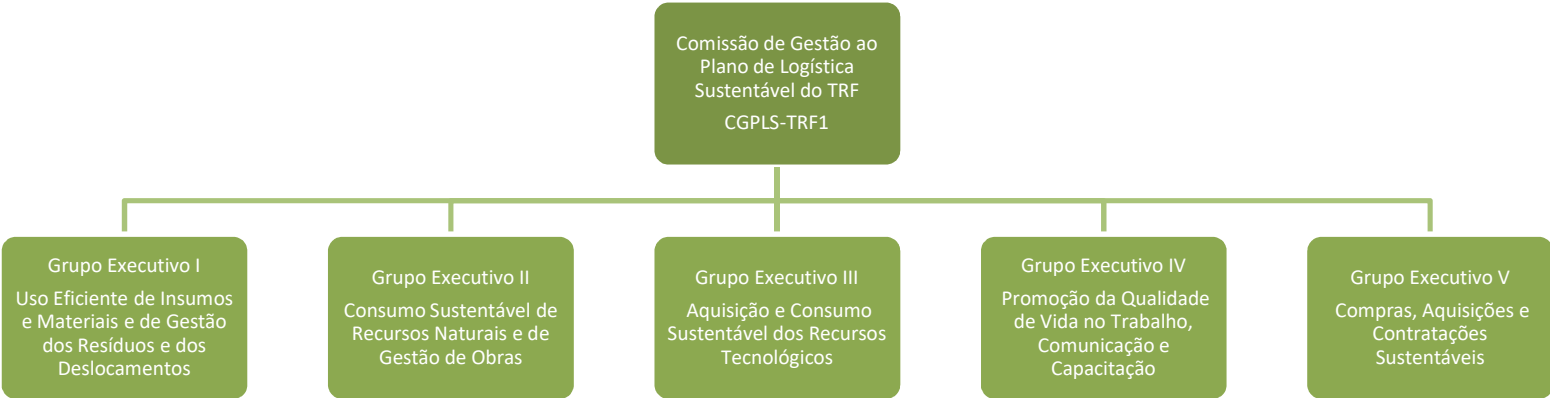 Comissão de Gestão ao
Plano de Logística
Sustentável do TRF
CGPLS-TRF1
Grupo Executivo I
Uso Eficiente de Insumos
e Materiais e de Gestão
dos Resíduos e dos
Deslocamentos
Grupo Executivo II
Consumo Sustentável de
Recursos Naturais e de
Gestão de Obras
Grupo Executivo III
Aquisição e Consumo
Sustentável dos Recursos
Tecnológicos
Grupo Executivo IV
Promoção da Qualidade
de Vida no Trabalho,
Comunicação e
Capacitação
Grupo Executivo V
Compras, Aquisições e
Contratações
Sustentáveis